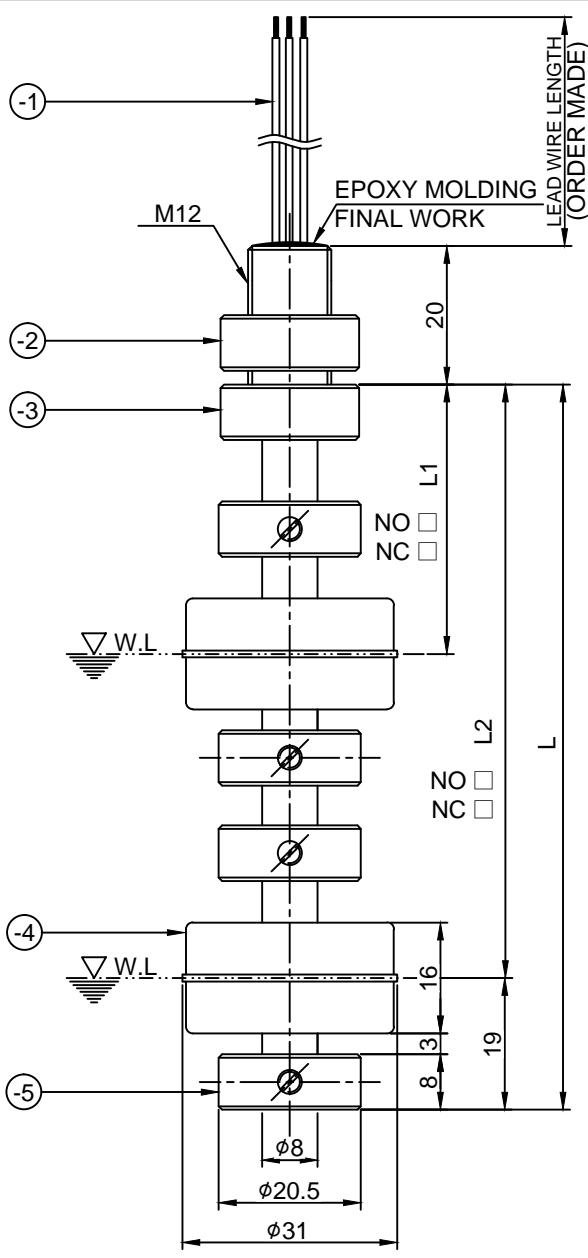 -1
LEAD WIRE LENGTH
(ORDER MADE)
EPOXY MOLDING
FINAL WORK
M12
20
-2
-3
L1
NO □
NC □
W.L
L2
L
NO □
NC □
-4
W.L
16
3
19
8
-5
ϕ8
ϕ20.5
ϕ31